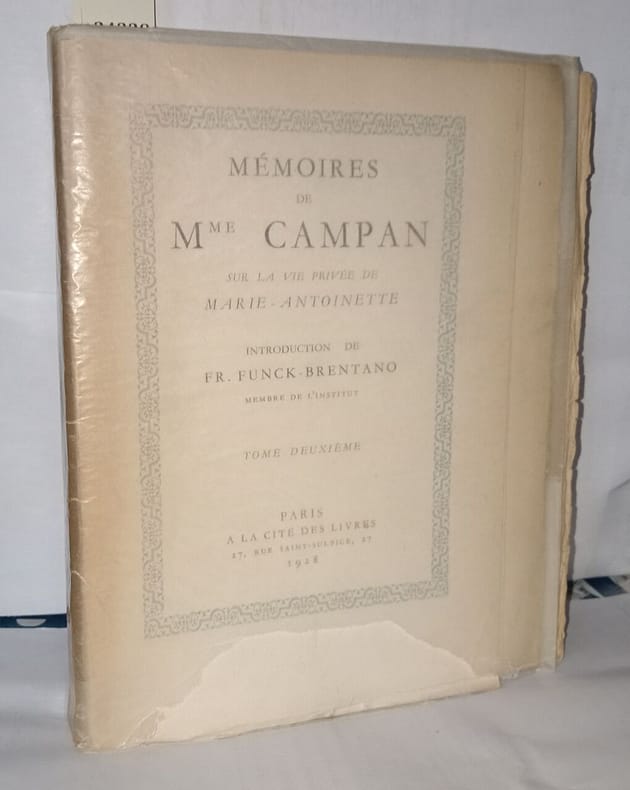 MÉMOIRES
DE
MME CAMPAN
SUR LA VIE PRIVÉE DE
MARIE-ANTOINETTE
INTRODUCTION DE
FR. FUNCK-BRENTANO
MEMBRE DE L'INSTITUT
TOME DEUXIÈME
PARIS
A LA CITE DES LIVRES
27, RUE SAINT-SULPICE, 27
1928